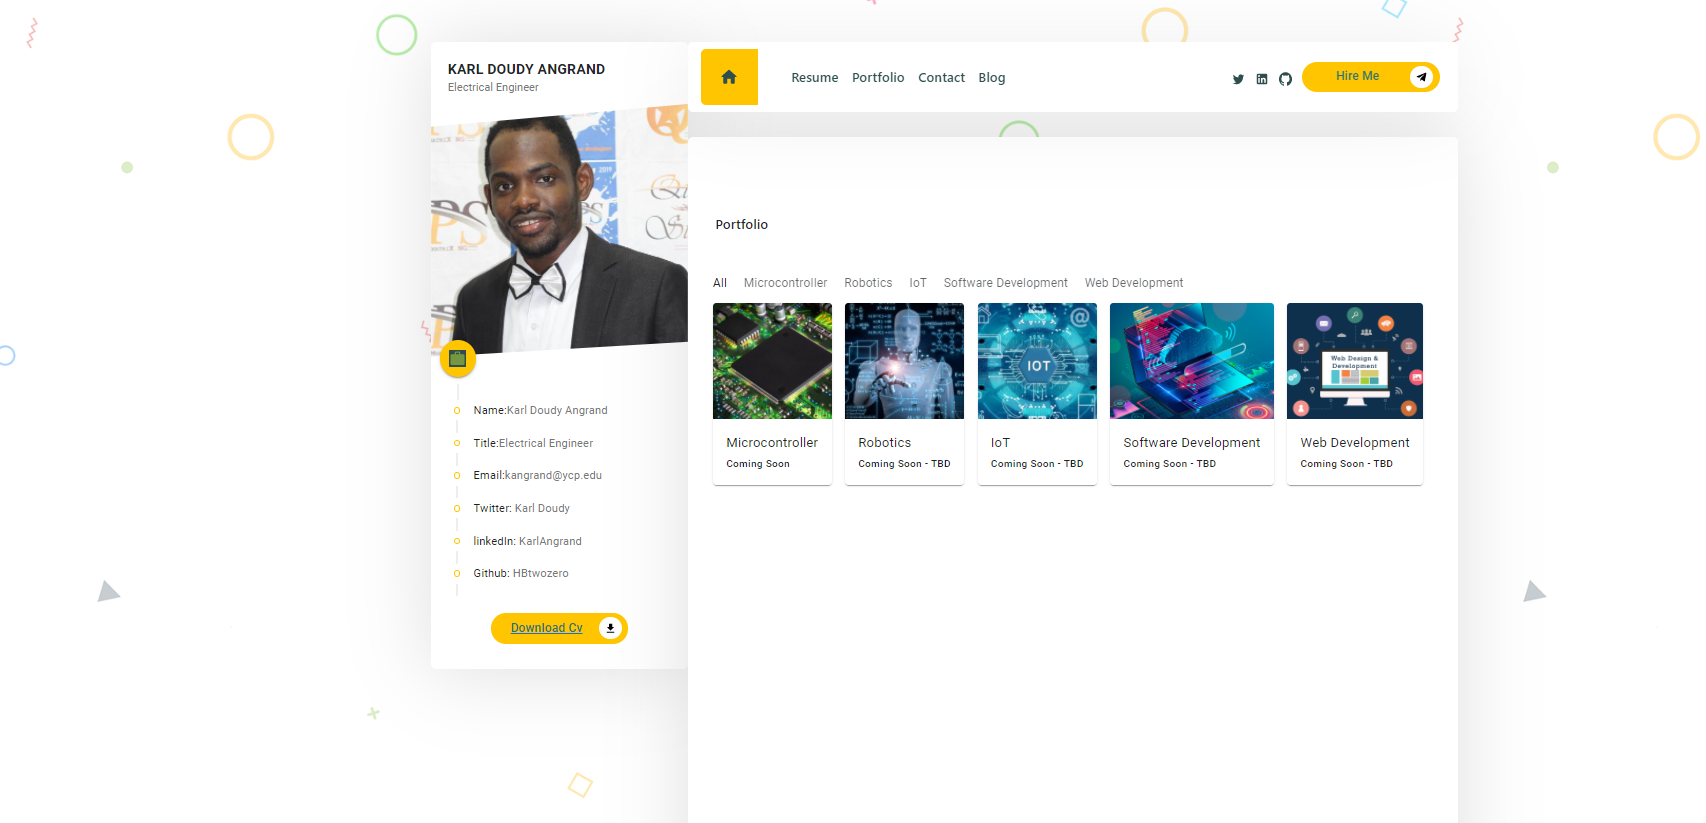 KARL DOUDY ANGRAND
Electrical Engineer
Resume Portfolio Contact Blog
Hire Me
Name:Karl Doudy Angrand
Title:Electrical Engineer
Email:kangrand@ycp.edu
Twitter: Karl Doudy
linkedIn: KarlAngrand
Github: HBtwozero
Download Cv
Portfolio
All Microcontroller Robotics IoT Software Development Web Development
IOT
@
Web Design &
Development
Microcontroller
Coming Soon
Robotics
Coming Soon - TBD
IoT
Coming Soon - TBD
Software Development
Coming Soon - TBD
Web Development
Coming Soon - TBD